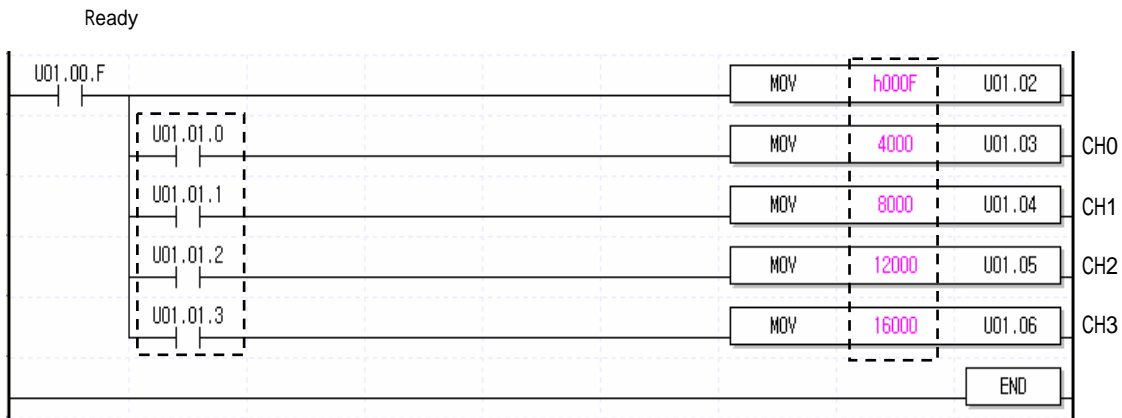 Ready
U01.00.F
MOV h000F U01.02
U01.01.0
MOV 4000 U01.03 CH0
U01.01.1
MOV 8000 U01.04 CH1
U01.01.2
MOV 12000 U01.05 CH2
U01.01.3
MOV 16000 U01.06 CH3
END